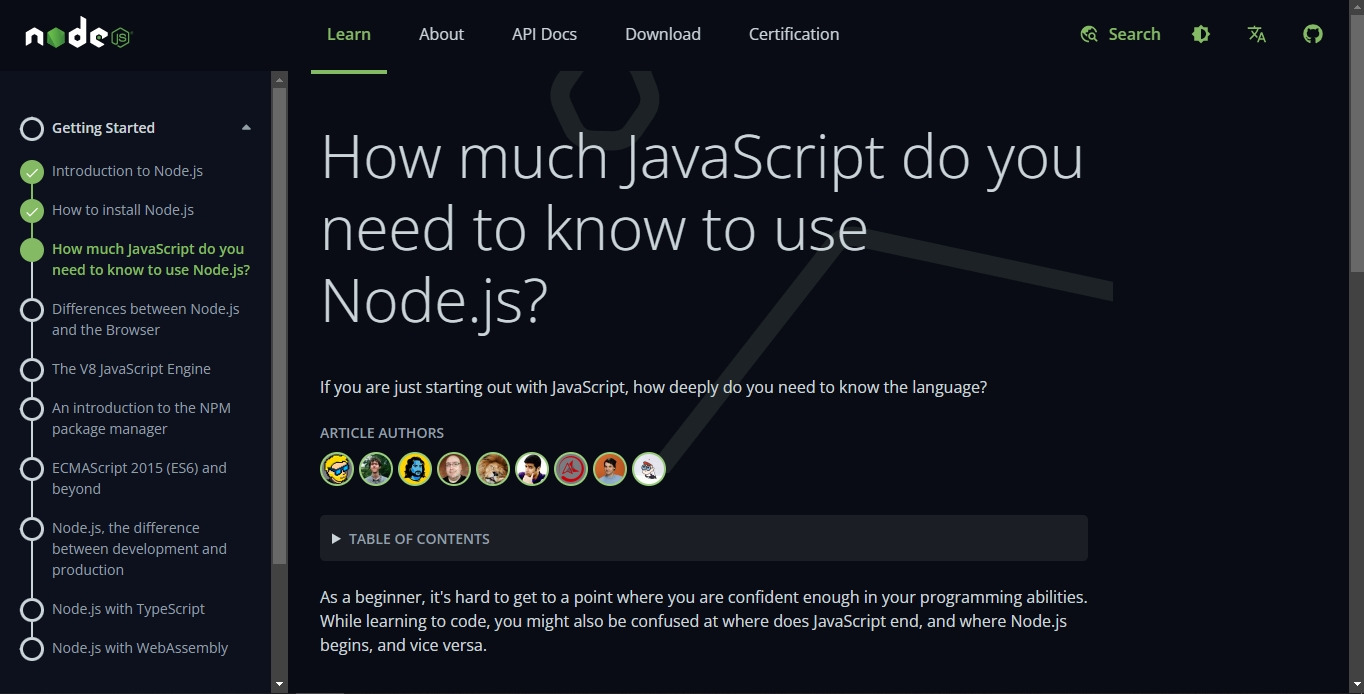 node JS
Learn
About
API Docs
Download
Certification
Search
Getting Started
Introduction to Node.js
How to install Node.js
How much JavaScript do you
need to know to use Node.js?
Differences between Node.js
and the Browser
The V8 JavaScript Engine
An introduction to the NPM
package manager
ECMAScript 2015 (ES6) and
beyond
Node.js, the difference
between development and
production
Node.js with TypeScript
Node.js with WebAssembly
How much JavaScript do you
need to know to use
Node.js?
If you are just starting out with JavaScript, how deeply do you need to know the language?
ARTICLE AUTHORS
TABLE OF CONTENTS
As a beginner, it's hard to get to a point where you are confident enough in your programming abilities.
While learning to code, you might also be confused at where does JavaScript end, and where Node.js
begins, and vice versa.